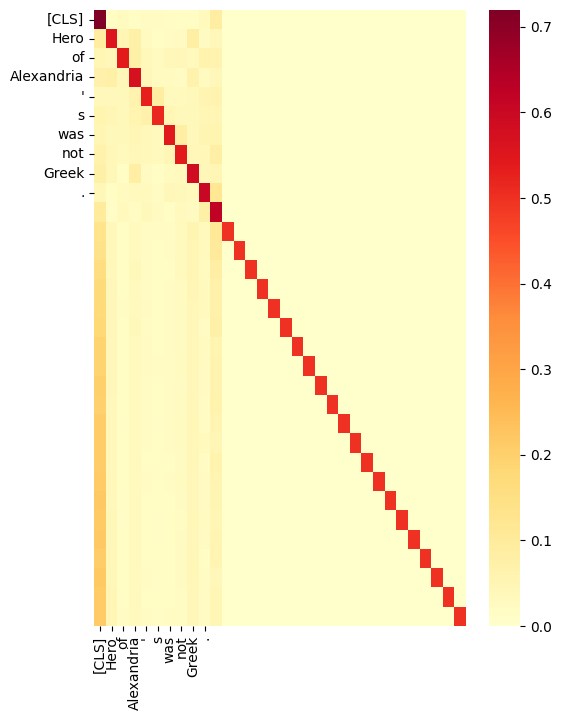 [CLS]
Hero
of
Alexandria
'
s
was
not
Greek
.
0.7
0.6
0.5
0.4
0.3
0.2
0.1
0.0
[CLS]
Hero
of
Alexandria
'
s
was
not
Greek
.